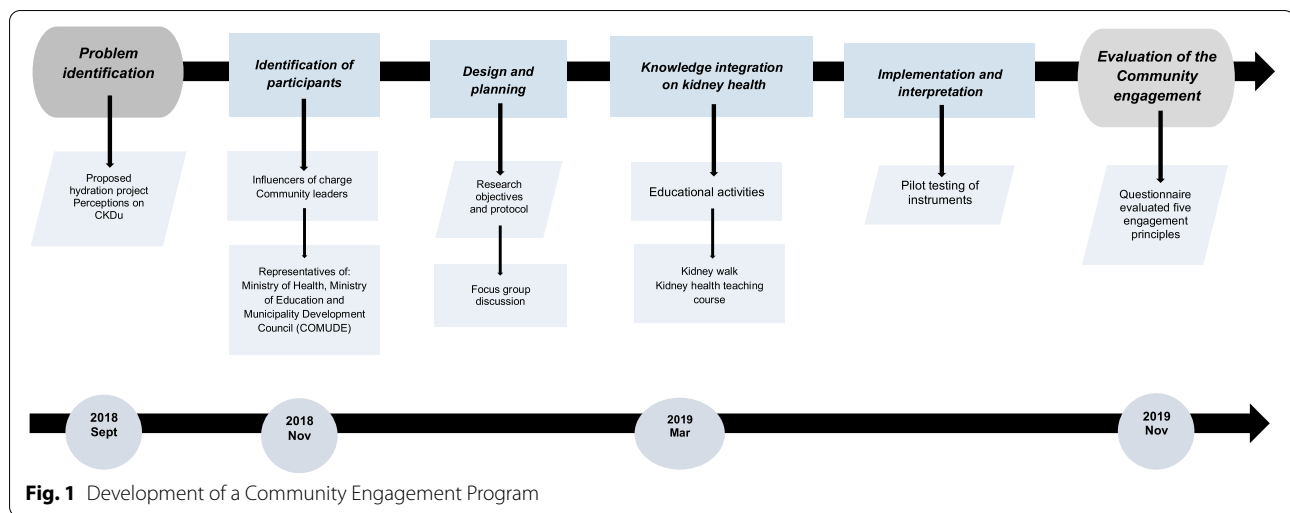 Problem
identification
Identification of
participants
Design and
planning
Knowledge integration
on kidney health
Implementation and
interpretation
Evaluation of the
Community
engagement
Proposed
hydration project
Perceptions on
CKDu
Influencers of charge
Community leaders
Representatives of:
Ministry of Health, Ministry
of Education and
Municipality Development
Council (COMUDE)
Research
objectives
and protocol
Focus group
discussion
Educational activities
Kidney walk
Kidney health teaching
course
Pilot testing of
instruments
Questionnaire
evaluated five
engagement
principles
2018
Sept
2018
Nov
2019
Mar
2019
Nov
Fig. 1 Development of a Community Engagement Program